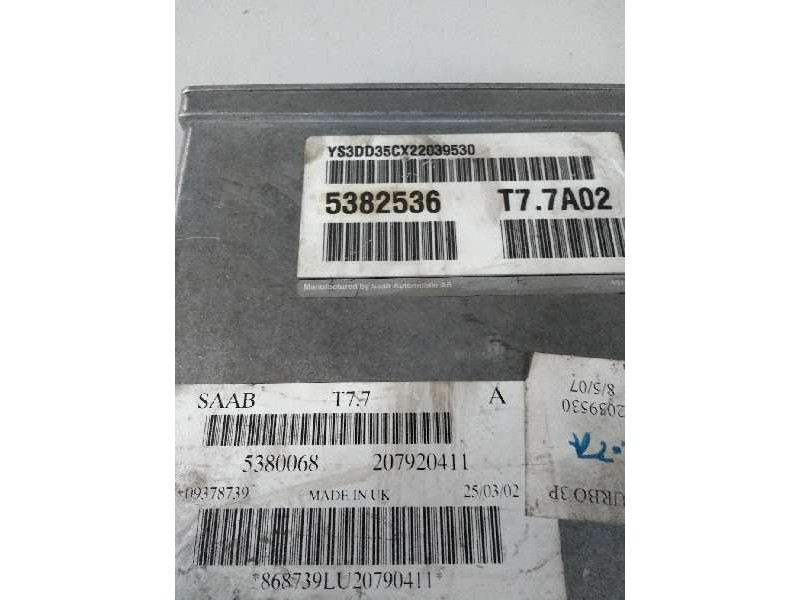 YS3DD35CX22039530
5382536 T7.7A02
Manufactured by Saab Automobile AB
SAAB T7.7 A
5380068 207920411
*09378739* MADE IN UK 25/03/02
*868739LU20790411*
8/5/07
2039530
URBO 3P